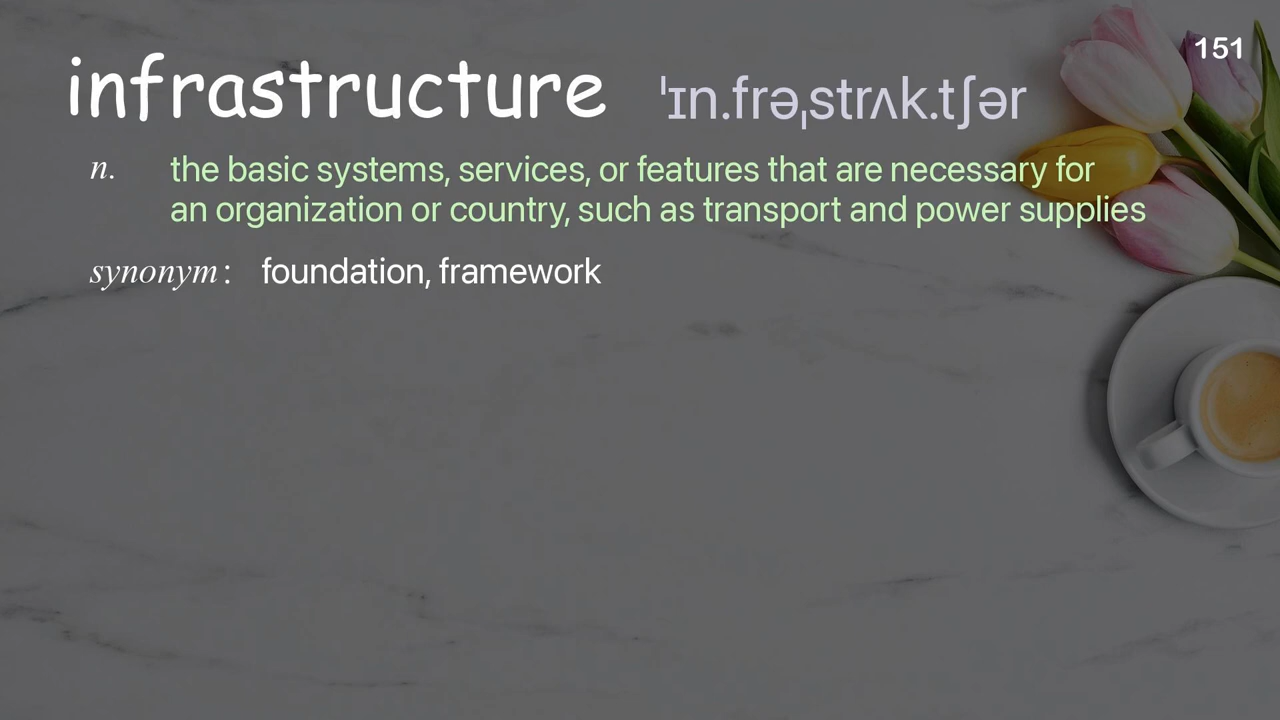 151
infrastructure ˈɪn.frəˌstrʌk.tʃər
n. the basic systems, services, or features that are necessary for
an organization or country, such as transport and power supplies
synonym: foundation, framework